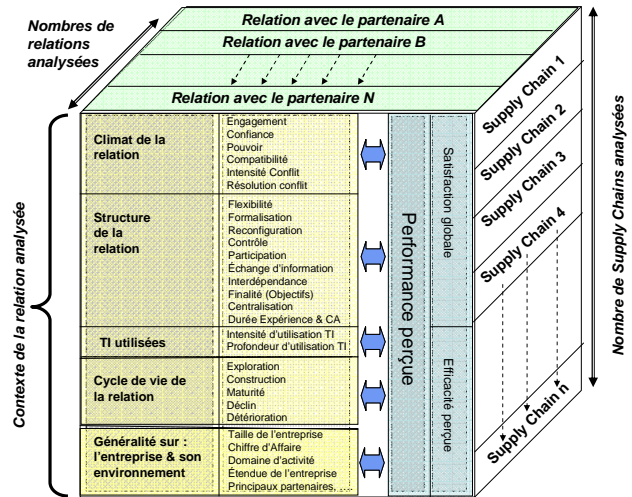 Nombres de
relations
analysées
Relation avec le partenaire A
Relation avec le partenaire B
Relation avec le partenaire N
Contexte de la relation analysée
Climat de la
relation
Engagement
Confiance
Pouvoir
Compatibilité
Intensité Conflit
Résolution conflit
Structure
de la
relation
Flexibilité
Formalisation
Reconfiguration
Contrôle
Participation
Échange d'information
Interdépendance
Finalité (Objectifs)
Centralisation
Durée Expérience & CA
TI utilisées
Intensité d'utilisation TI
Profondeur d'utilisation TI
Cycle de vie de
la relation
Exploration
Construction
Maturité
Déclin
Détérioration
Généralité sur :
l'entreprise & son
environnement
Taille de l'entreprise
Chiffre d'Affaire
Domaine d'activité
Étendue de l'entreprise
Principaux partenaires, ....
Performance perçue
Satisfaction globale
Efficacité perçue
Supply Chain 1
Supply Chain 2
Supply Chain 3
Supply Chain 4
Supply Chain n
Nombre de Supply Chains analysées